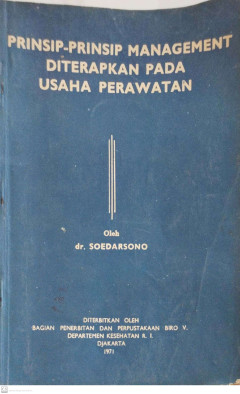 PRINSIP-PRINSIP MANAGEMENT
DITERAPKAN PADA
USAHA PERAWATAN
Oleh
dr. SOEDARSONO
DITERBITKAN OLEH
BAGIAN PENERBITAN DAN PERPUSTAKAAN BIRO V.
DEPARTEMEN KESEHATAN R. I.
DJAKARTA
1971